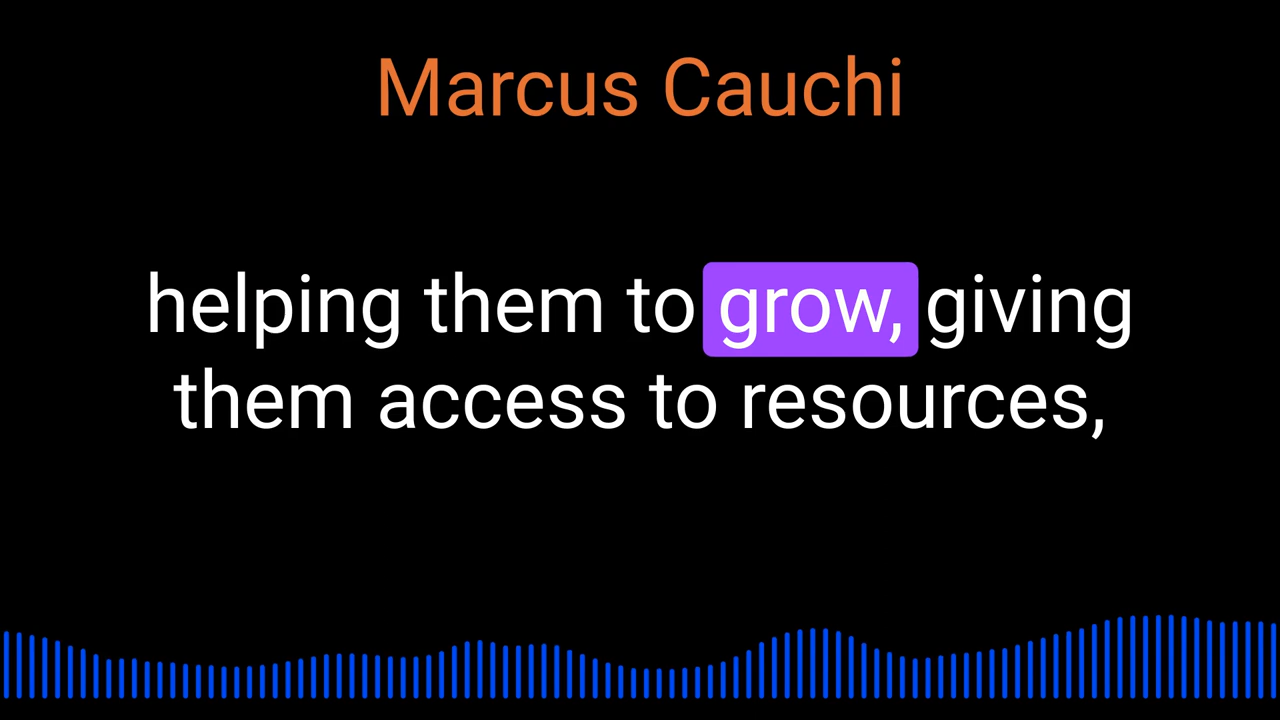 Marcus Cauchi
helping them to grow, giving
them access to resources,